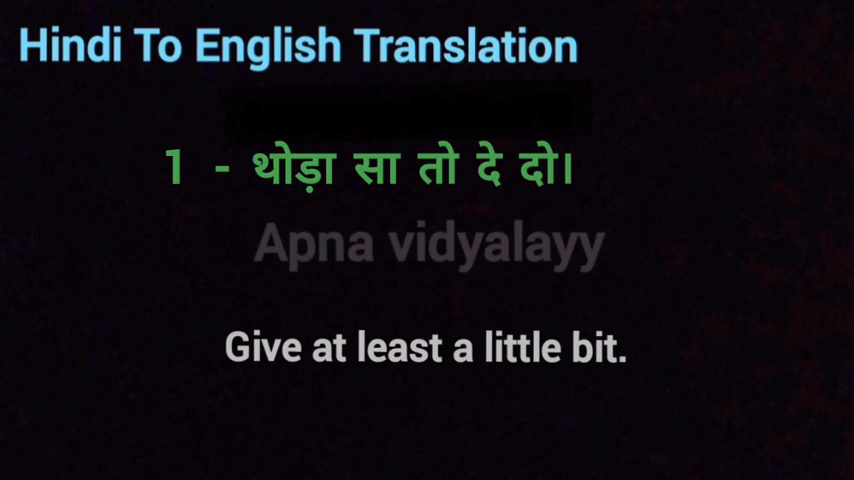 Hindi To English Translation
1 - थोड़ा सा तो दे दो।
Apna vidyalayy
Give at least a little bit.